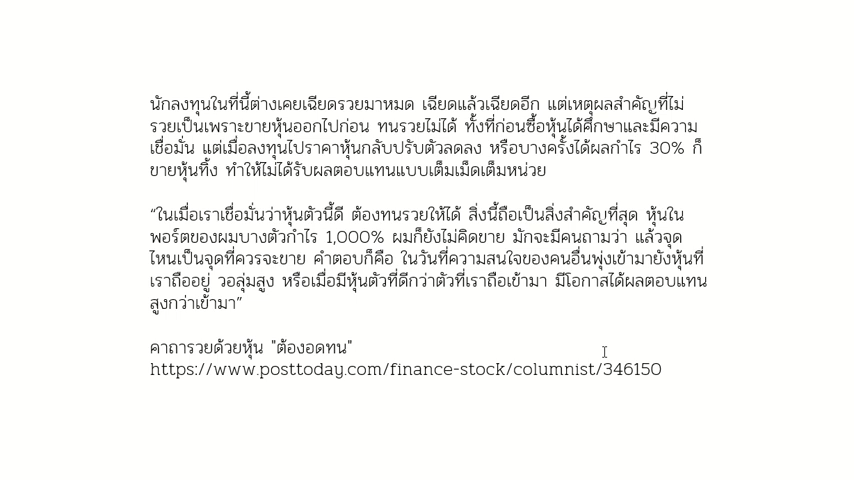 นักลงทุนในที่นี้ต่างเคยเฉียดรวยมาหมด เฉียดแล้วเฉียดอีก แต่เหตุผลสำคัญที่ไม่
รวยเป็นเพราะขายหุ้นออกไปก่อน ทนรวยไม่ได้ ทั้งที่ก่อนซื้อหุ้นได้ศึกษาและมีความ
เชื่อมั่น แต่เมื่อลงทุนไปราคาหุ้นกลับปรับตัวลดลง หรือบางครั้งได้ผลกำไร 30% ก็
ขายหุ้นทิ้ง ทำให้ไม่ได้รับผลตอบแทนแบบเต็มเม็ดเต็มหน่วย
“ในเมื่อเราเชื่อมั่นว่าหุ้นตัวนี้ดี ต้องทนรวยให้ได้ สิ่งนี้ถือเป็นสิ่งสำคัญที่สุด หุ้นใน
พอร์ตของผมบางตัวกำไร 1,000% ผมก็ยังไม่คิดขาย มักจะมีคนถามว่า แล้วจุด
ไหนเป็นจุดที่ควรจะขาย คำตอบก็คือ ในวันที่ความสนใจของคนอื่นพุ่งเข้ามายังหุ้นที่
เราถืออยู่ วอลุ่มสูง หรือเมื่อมีหุ้นตัวที่ดีกว่าตัวที่เราถือเข้ามา มีโอกาสได้ผลตอบแทน
สูงกว่าเข้ามา”
คาถารวยด้วยหุ้น "ต้องอดทน"
https://www.posttoday.com/finance-stock/columnist/346150